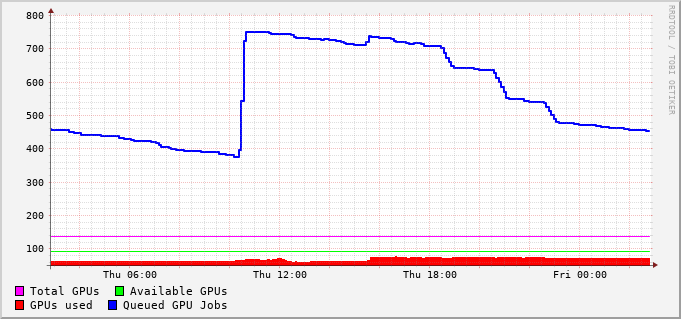 800
700
600
500
400
300
200
100
Thu 06:00 Thu 12:00 Thu 18:00 Fri 00:00
Total GPUs Available GPUs
GPUs used Queued GPU Jobs
RRDTOOL / TOBI OETIKER